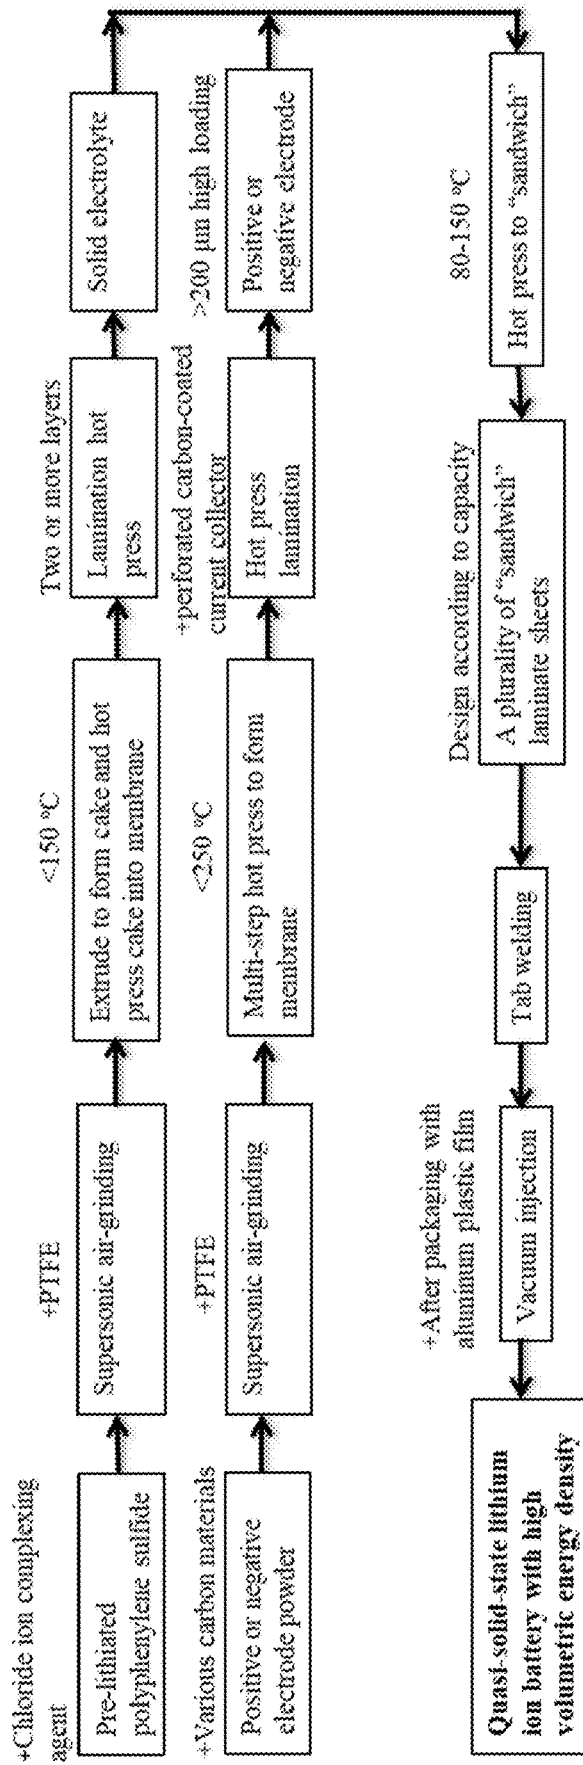 +Chloride ion complexing
agent
Pre-lithiated
polyphenylene sulfide
+PTFE
Supersonic air-grinding
<150 ºC
Extrude to form cake and hot
press cake into membrane
Two or more layers
Lamination hot
press
Solid electrolyte
+Various carbon materials
Positive or negative
electrode powder
+PTFE
Supersonic air-grinding
<250 ºC
Multi-step hot press to form
membrane
+perforated carbon-coated
current collector
Hot press
lamination
>200 μm high loading
Positive or
negative electrode
80-150 ºC
Hot press to “sandwich”
Design according to capacity
A plurality of “sandwich”
laminate sheets
Tab welding
+After packaging with
aluminum plastic film
Vacuum injection
Quasi-solid-state lithium
ion battery with high
volumetric energy density